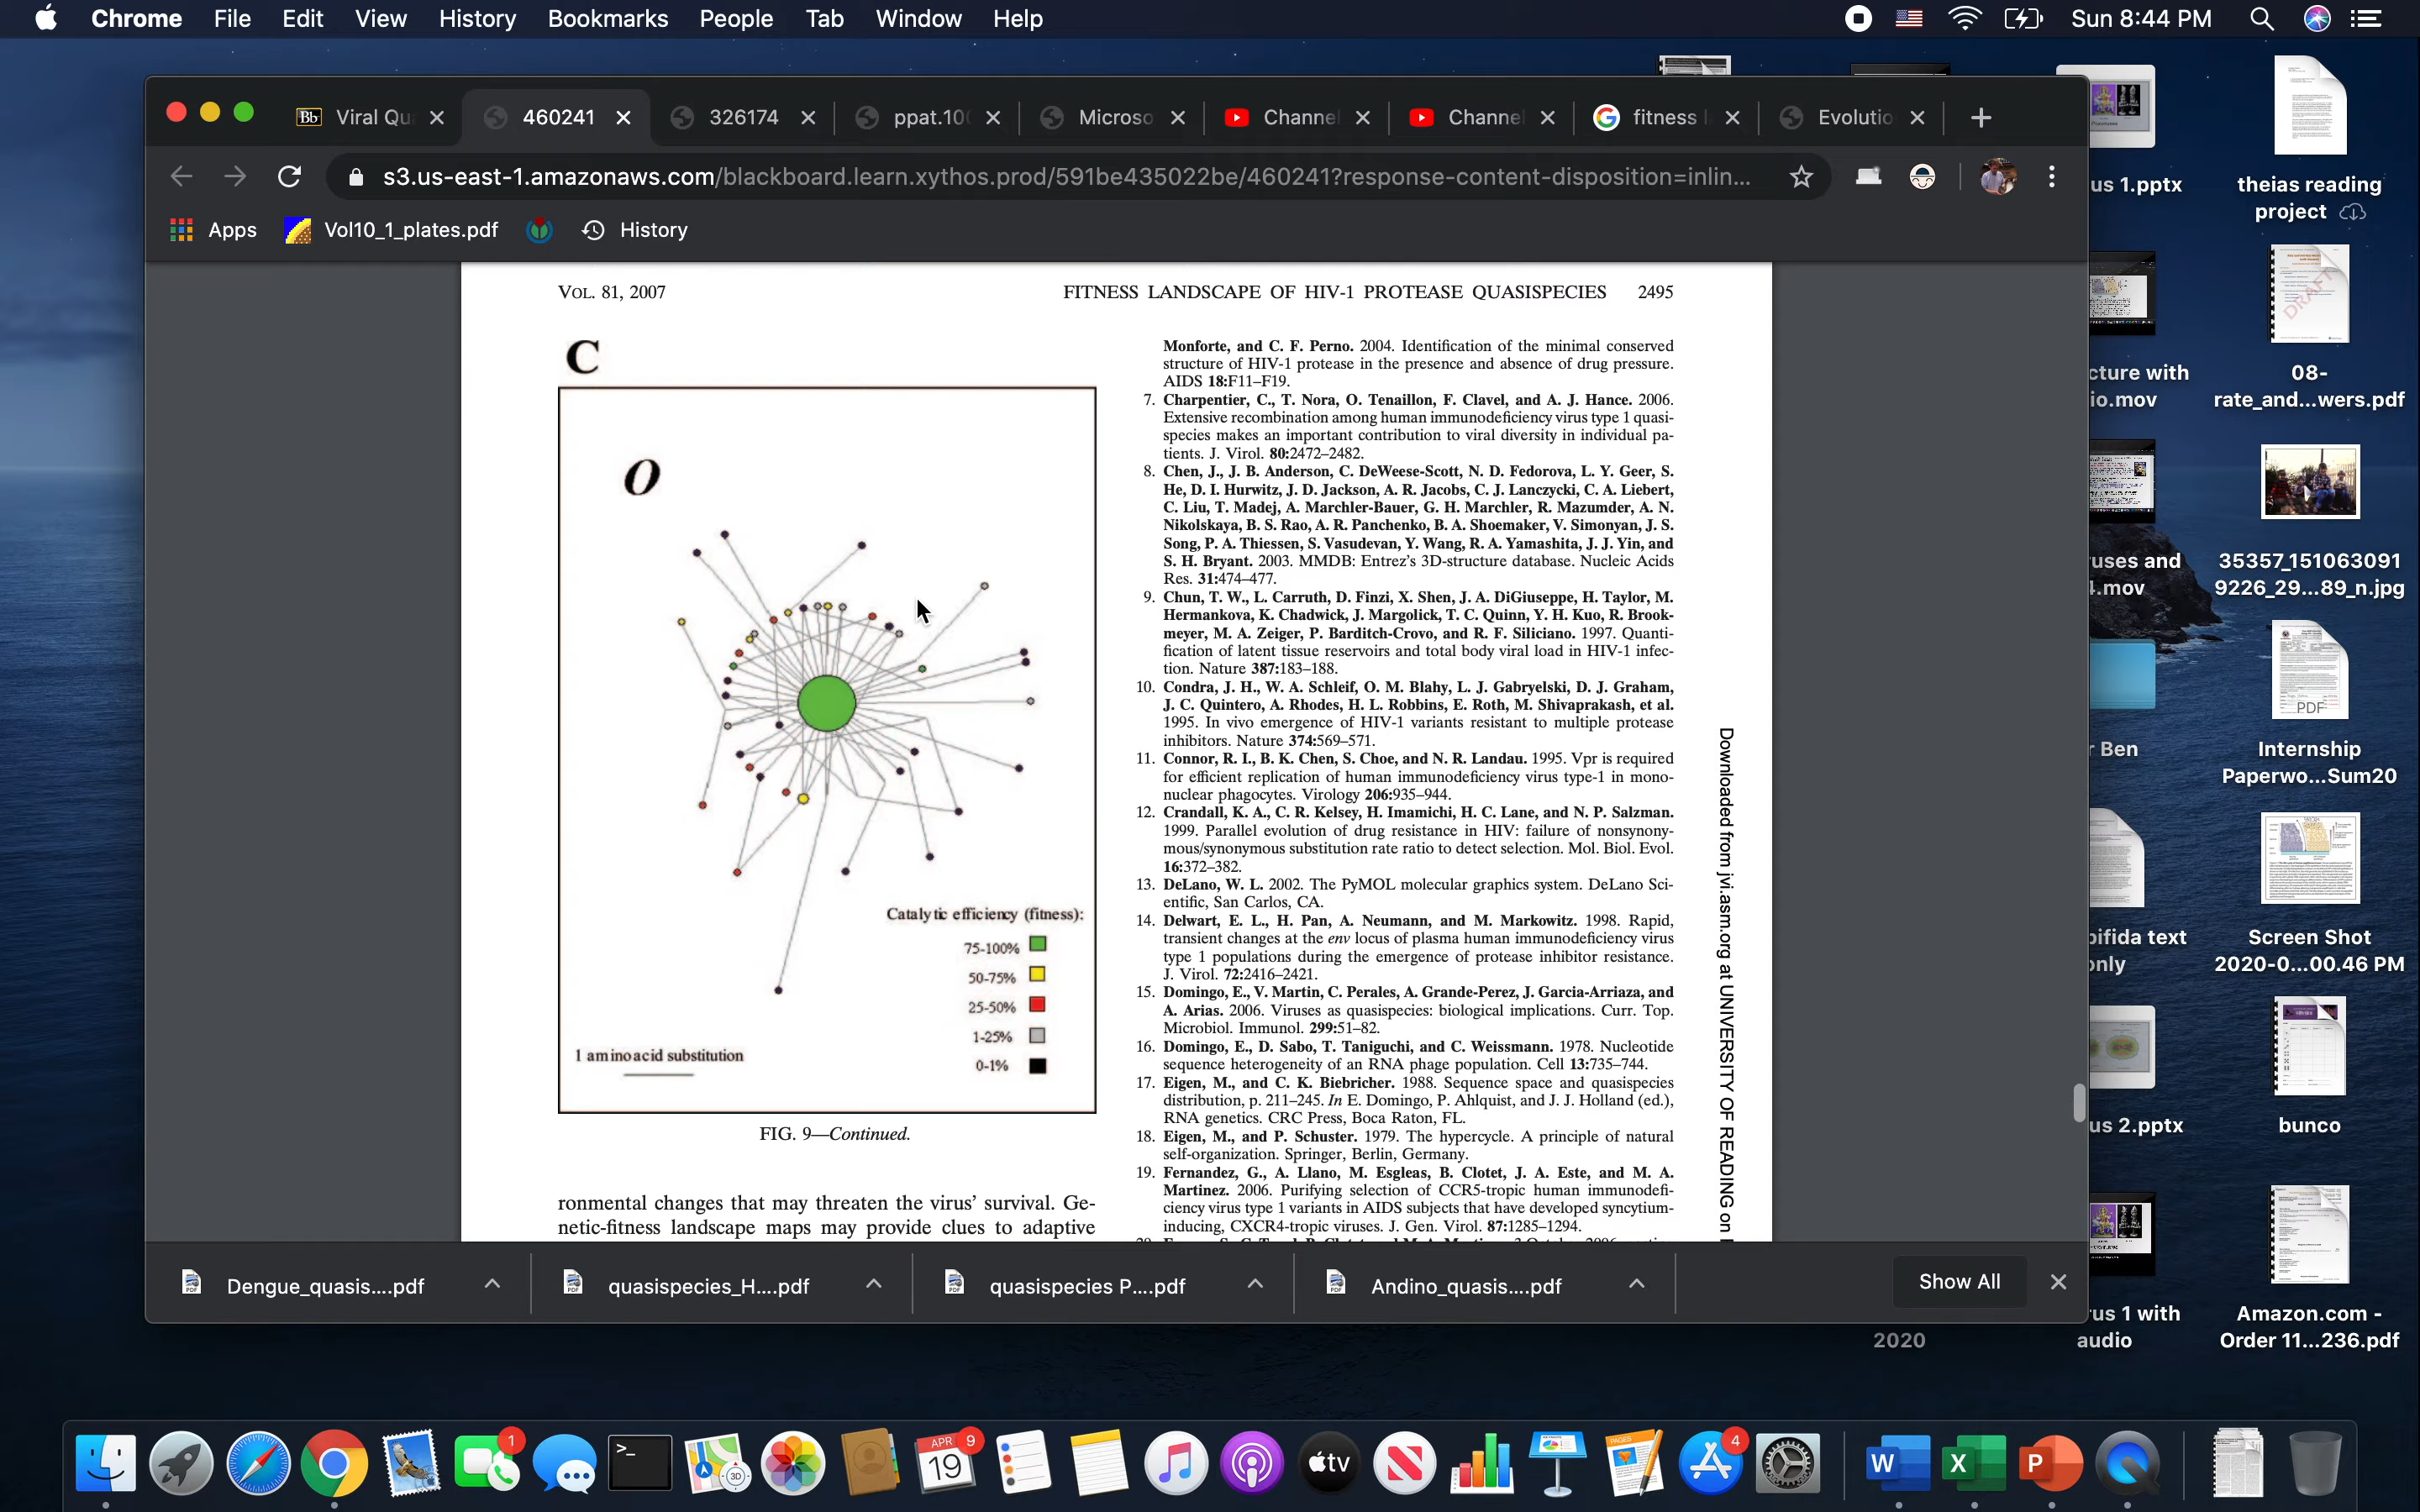 Chrome File Edit View History Bookmarks People Tab Window Help
Sun 8:44 PM
Bb Viral Qu
460241
326174
ppat.10
Microso
Channel
Channel
fitness l
Evolutio
s3.us-east-1.amazonaws.com/blackboard.learn.xythos.prod/591be435022be/460241?response-content-disposition=inlin...
Apps Vol10_1_plates.pdf History
VOL. 81, 2007
FITNESS LANDSCAPE OF HIV-1 PROTEASE QUASISPECIES 2495
C
O
Catalytic efficiency (fitness):
75-100%
50-75%
25-50%
1-25%
0-1%
1 amino acid substitution
FIG. 9—Continued.
ronmental changes that may threaten the virus' survival. Ge-
netic-fitness landscape maps may provide clues to adaptive
Monforte, and C. F. Perno. 2004. Identification of the minimal conserved
structure of HIV-1 protease in the presence and absence of drug pressure.
AIDS 18:F11–F19.
7. Charpentier, C., T. Nora, O. Tenaillon, F. Clavel, and A. J. Hance. 2006.
Extensive recombination among human immunodeficiency virus type 1 quasi-
species makes an important contribution to viral diversity in individual pa-
tients. J. Virol. 80:2472–2482.
8. Chen, J., J. B. Anderson, C. DeWeese-Scott, N. D. Fedorova, L. Y. Geer, S.
He, D. I. Hurwitz, J. D. Jackson, A. R. Jacobs, C. J. Lanczycki, C. A. Liebert,
C. Liu, T. Madej, A. Marchler-Bauer, G. H. Marchler, R. Mazumder, A. N.
Nikolskaya, B. S. Rao, A. R. Panchenko, B. A. Shoemaker, V. Simonyan, J. S.
Song, P. A. Thiessen, S. Vasudevan, Y. Wang, R. A. Yamashita, J. J. Yin, and
S. H. Bryant. 2003. MMDB: Entrez's 3D-structure database. Nucleic Acids
Res. 31:474–477.
9. Chun, T. W., L. Carruth, D. Finzi, X. Shen, J. A. DiGiuseppe, H. Taylor, M.
Hermankova, K. Chadwick, J. Margolick, T. C. Quinn, Y. H. Kuo, R. Brook-
meyer, M. A. Zeiger, P. Barditch-Crovo, and R. F. Siliciano. 1997. Quanti-
fication of latent tissue reservoirs and total body viral load in HIV-1 infec-
tion. Nature 387:183–188.
10. Condra, J. H., W. A. Schleif, O. M. Blahy, L. J. Gabryelski, D. J. Graham,
J. C. Quintero, A. Rhodes, H. L. Robbins, E. Roth, M. Shivaprakash, et al.
1995. In vivo emergence of HIV-1 variants resistant to multiple protease
inhibitors. Nature 374:569–571.
11. Connor, R. I., B. K. Chen, S. Choe, and N. R. Landau. 1995. Vpr is required
for efficient replication of human immunodeficiency virus type-1 in mono-
nuclear phagocytes. Virology 206:935–944.
12. Crandall, K. A., C. R. Kelsey, H. Imamichi, H. C. Lane, and N. P. Salzman.
1999. Parallel evolution of drug resistance in HIV: failure of nonsynony-
mous/synonymous substitution rate ratio to detect selection. Mol. Biol. Evol.
16:372–382.
13. DeLano, W. L. 2002. The PyMOL molecular graphics system. DeLano Sci-
entific, San Carlos, CA.
14. Delwart, E. L., H. Pan, A. Neumann, and M. Markowitz. 1998. Rapid,
transient changes at the env locus of plasma human immunodeficiency virus
type 1 populations during the emergence of protease inhibitor resistance.
J. Virol. 72:2416–2421.
15. Domingo, E., V. Martin, C. Perales, A. Grande-Perez, J. Garcia-Arriaza, and
A. Arias. 2006. Viruses as quasispecies: biological implications. Curr. Top.
Microbiol. Immunol. 299:51–82.
16. Domingo, E., D. Sabo, T. Taniguchi, and C. Weissmann. 1978. Nucleotide
sequence heterogeneity of an RNA phage population. Cell 13:735–744.
17. Eigen, M., and C. K. Biebricher. 1988. Sequence space and quasispecies
distribution, p. 211–245. In E. Domingo, P. Ahlquist, and J. J. Holland (ed.),
RNA genetics. CRC Press, Boca Raton, FL.
18. Eigen, M., and P. Schuster. 1979. The hypercycle. A principle of natural
self-organization. Springer, Berlin, Germany.
19. Fernandez, G., A. Llano, M. Esgleas, B. Clotet, J. A. Este, and M. A.
Martinez. 2006. Purifying selection of CCR5-tropic human immunodefi-
ciency virus type 1 variants in AIDS subjects that have developed syncytium-
inducing, CXCR4-tropic viruses. J. Gen. Virol. 87:1285–1294.
Downloaded from jvi.asm.org at UNIVERSITY OF READING on
Dengue_quasis....pdf
quasispecies_H....pdf
quasispecies P....pdf
Andino_quasis....pdf
Show All
us 1.pptx
cture with
io.mov
uses and
4.mov
r Ben
bifida text
only
us 2.pptx
rus 1 with
audio
2020
theias reading
project
DRAFT
08-
rate_and...wers.pdf
35357_151063091
9226_29...89_n.jpg
PDF
Internship
Paperwo...Sum20
Screen Shot
2020-0...00.46 PM
bunco
Amazon.com -
Order 11...236.pdf
1
APR
19
9
3D
tv
PAGES
4
W
X
P